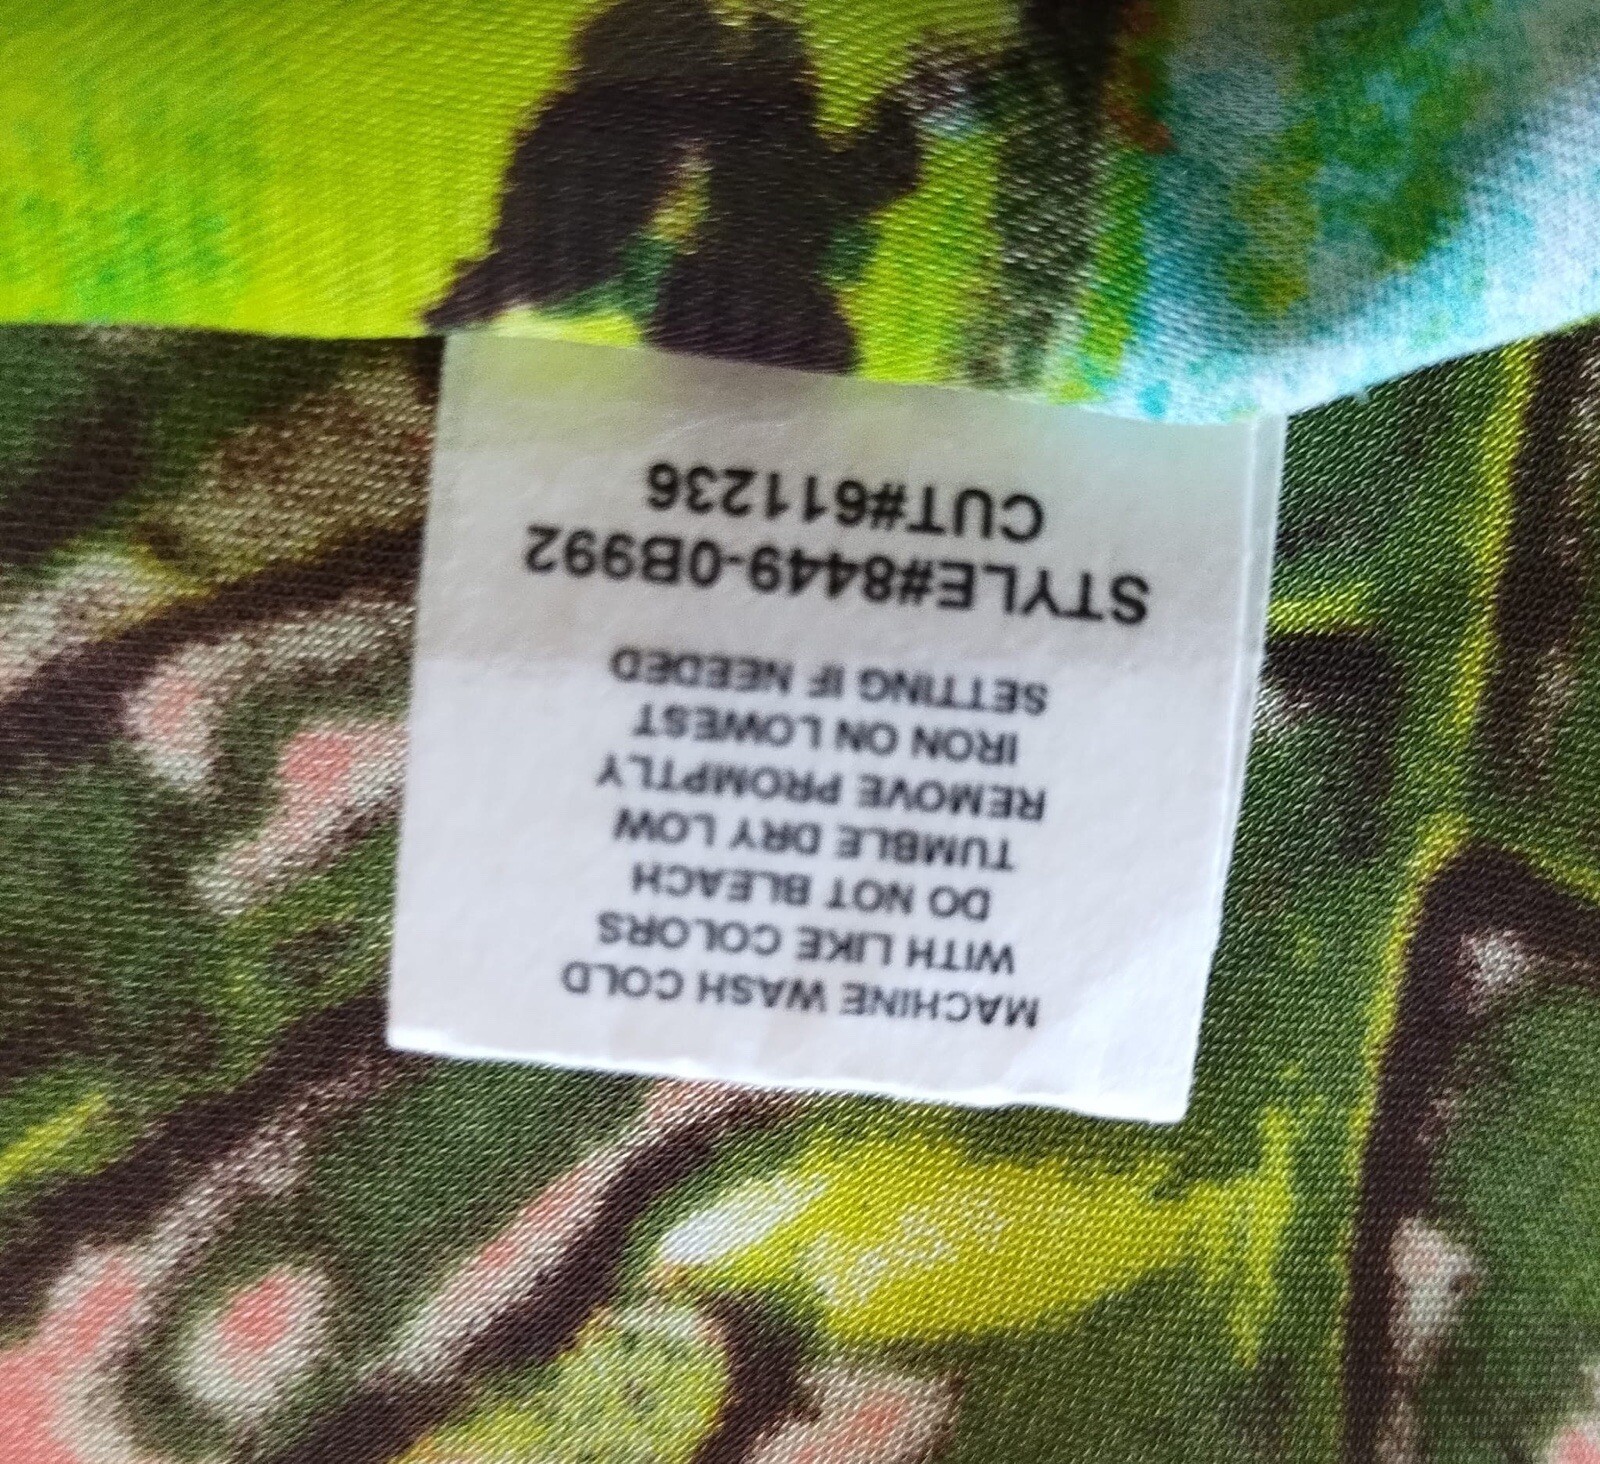 MACHINE WASH COLD
WITH LIKE COLORS
DO NOT BLEACH
TUMBLE DRY LOW
REMOVE PROMPTLY
IRON ON LOWEST
SETTING IF NEEDED
STYLE#8449-0B992
CUT#611236